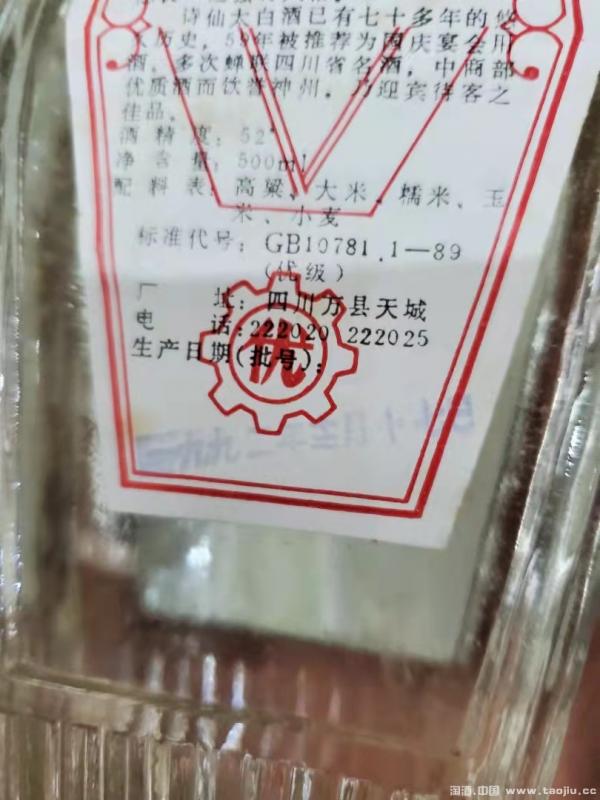 诗仙太白酒已有七十多年的悠
久历史，59年被推荐为国庆宴会用
酒。多次蝉联四川省名酒，中商部
优质酒而饮誉神州，乃迎宾待客之
佳品。
酒精度：52°
净含量：500ml
配料表：高粱、大米、糯米、玉
米、小麦
标准代号：GB10781.1—89
（优级）
厂 址：四川万县天城
电 话：222020 222025
生产日期（批号）：
优
一九九二年
淘酒.中国 www.taojiu.cc